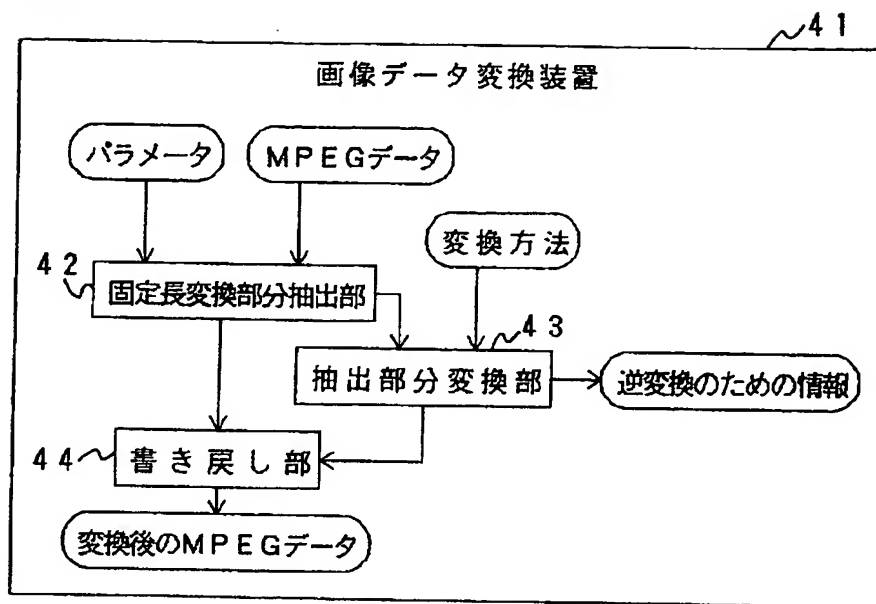 41
画像データ変換装置
パラメータ
MPEGデータ
変換方法
42
固定長変換部分抽出部
43
抽出部分変換部
逆変換のための情報
44
書き戻し部
変換後のMPEGデータ